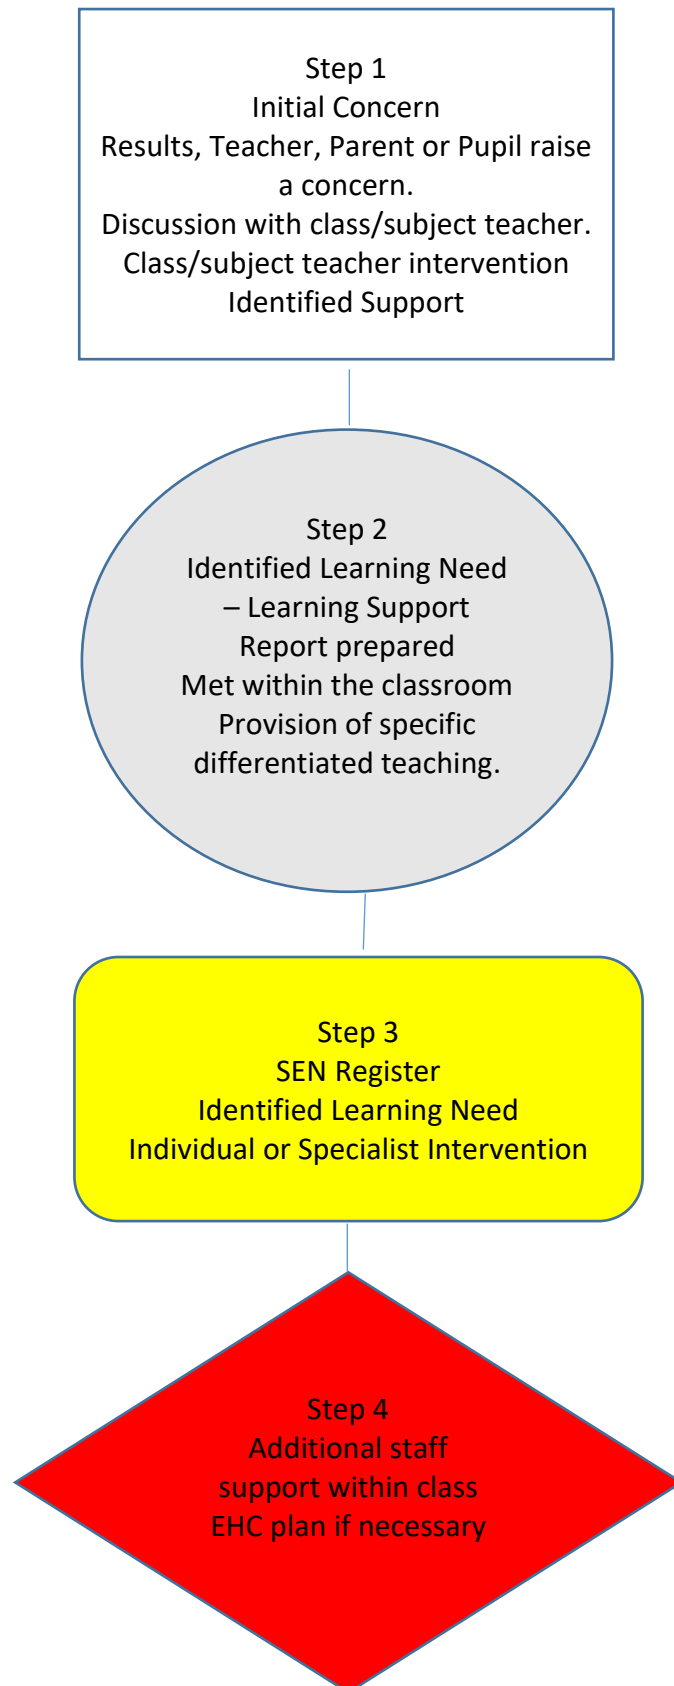 Step 1
Initial Concern
Results, Teacher, Parent or Pupil raise
a concern.
Discussion with class/subject teacher.
Class/subject teacher intervention
Identified Support
Step 2
Identified Learning Need
– Learning Support
Report prepared
Met within the classroom
Provision of specific
differentiated teaching.
Step 3
SEN Register
Identified Learning Need
Individual or Specialist Intervention
Step 4
Additional staff
support within class
EHC plan if necessary